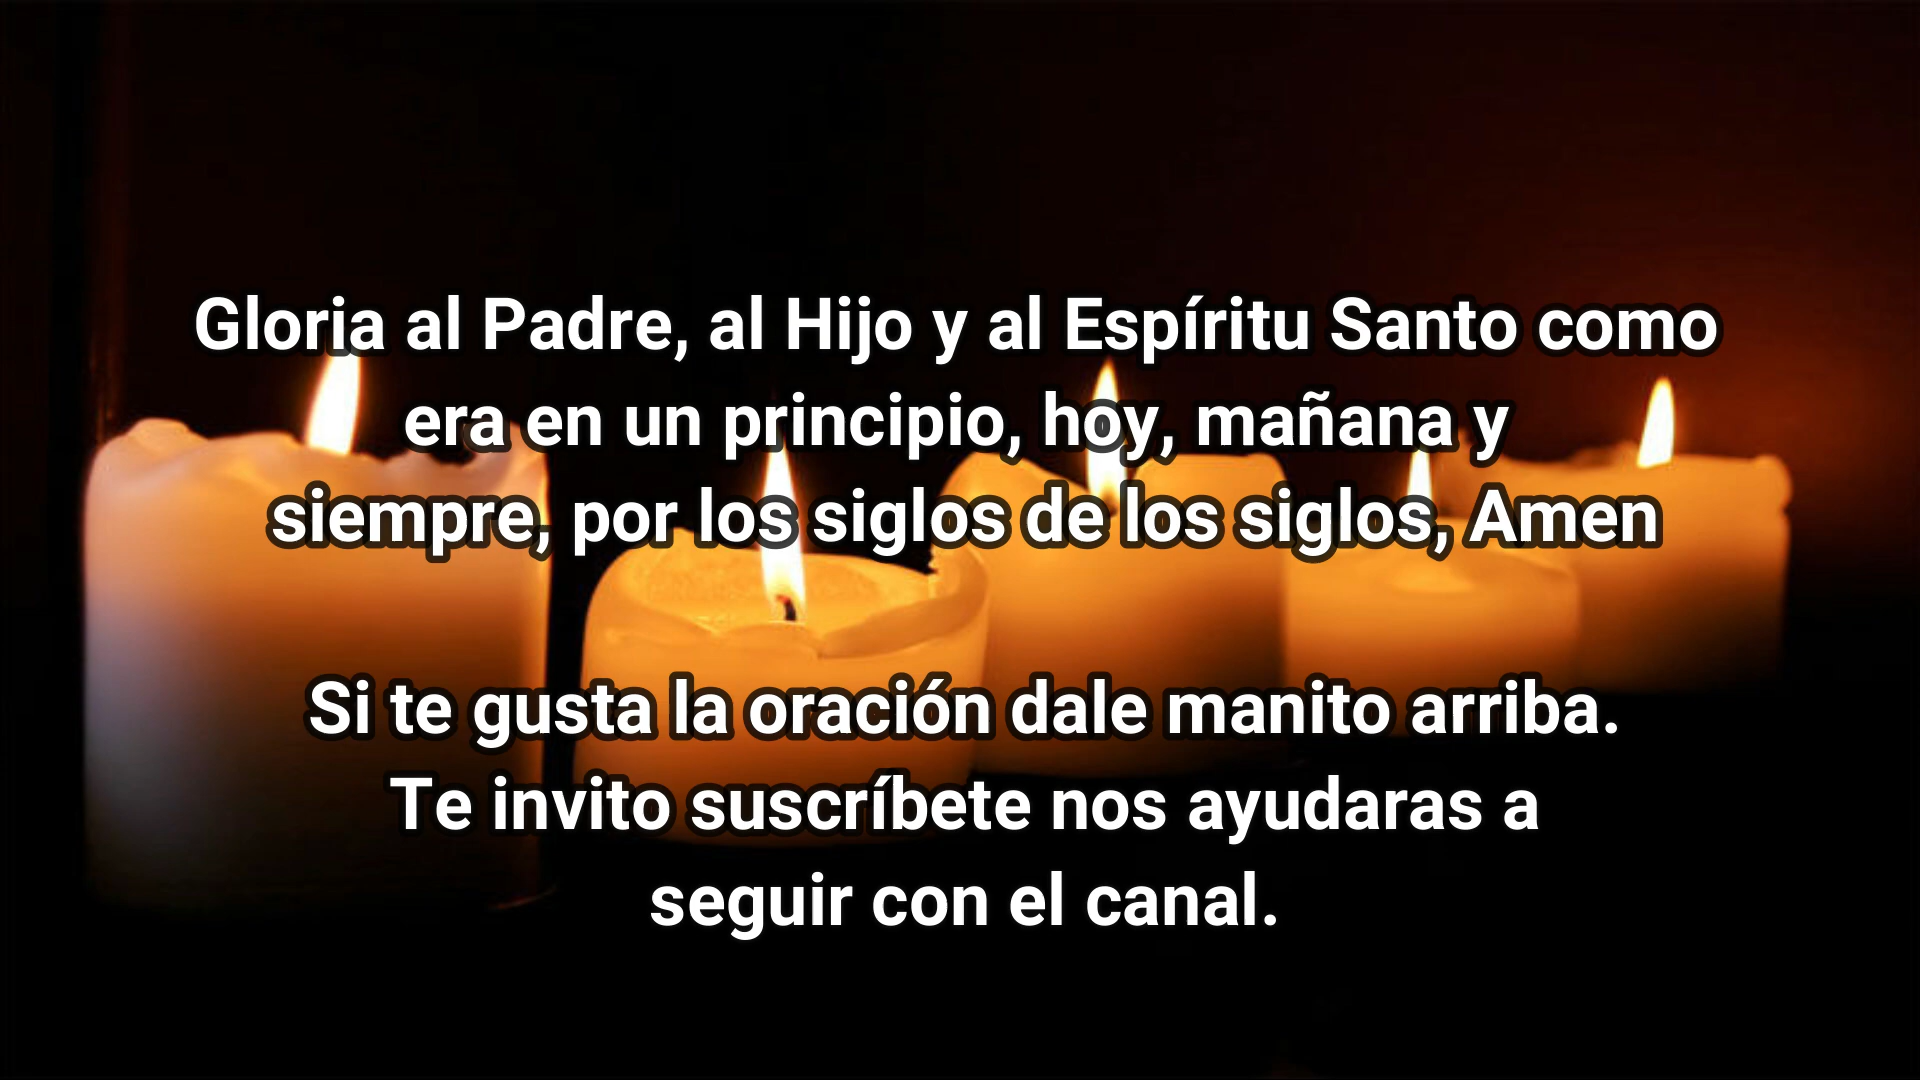 Gloria al Padre, al Hijo y al Espíritu Santo como
era en un principio, hoy, mañana y
siempre, por los siglos de los siglos, Amen
Si te gusta la oración dale manito arriba.
Te invito suscríbete nos ayudaras a
seguir con el canal.